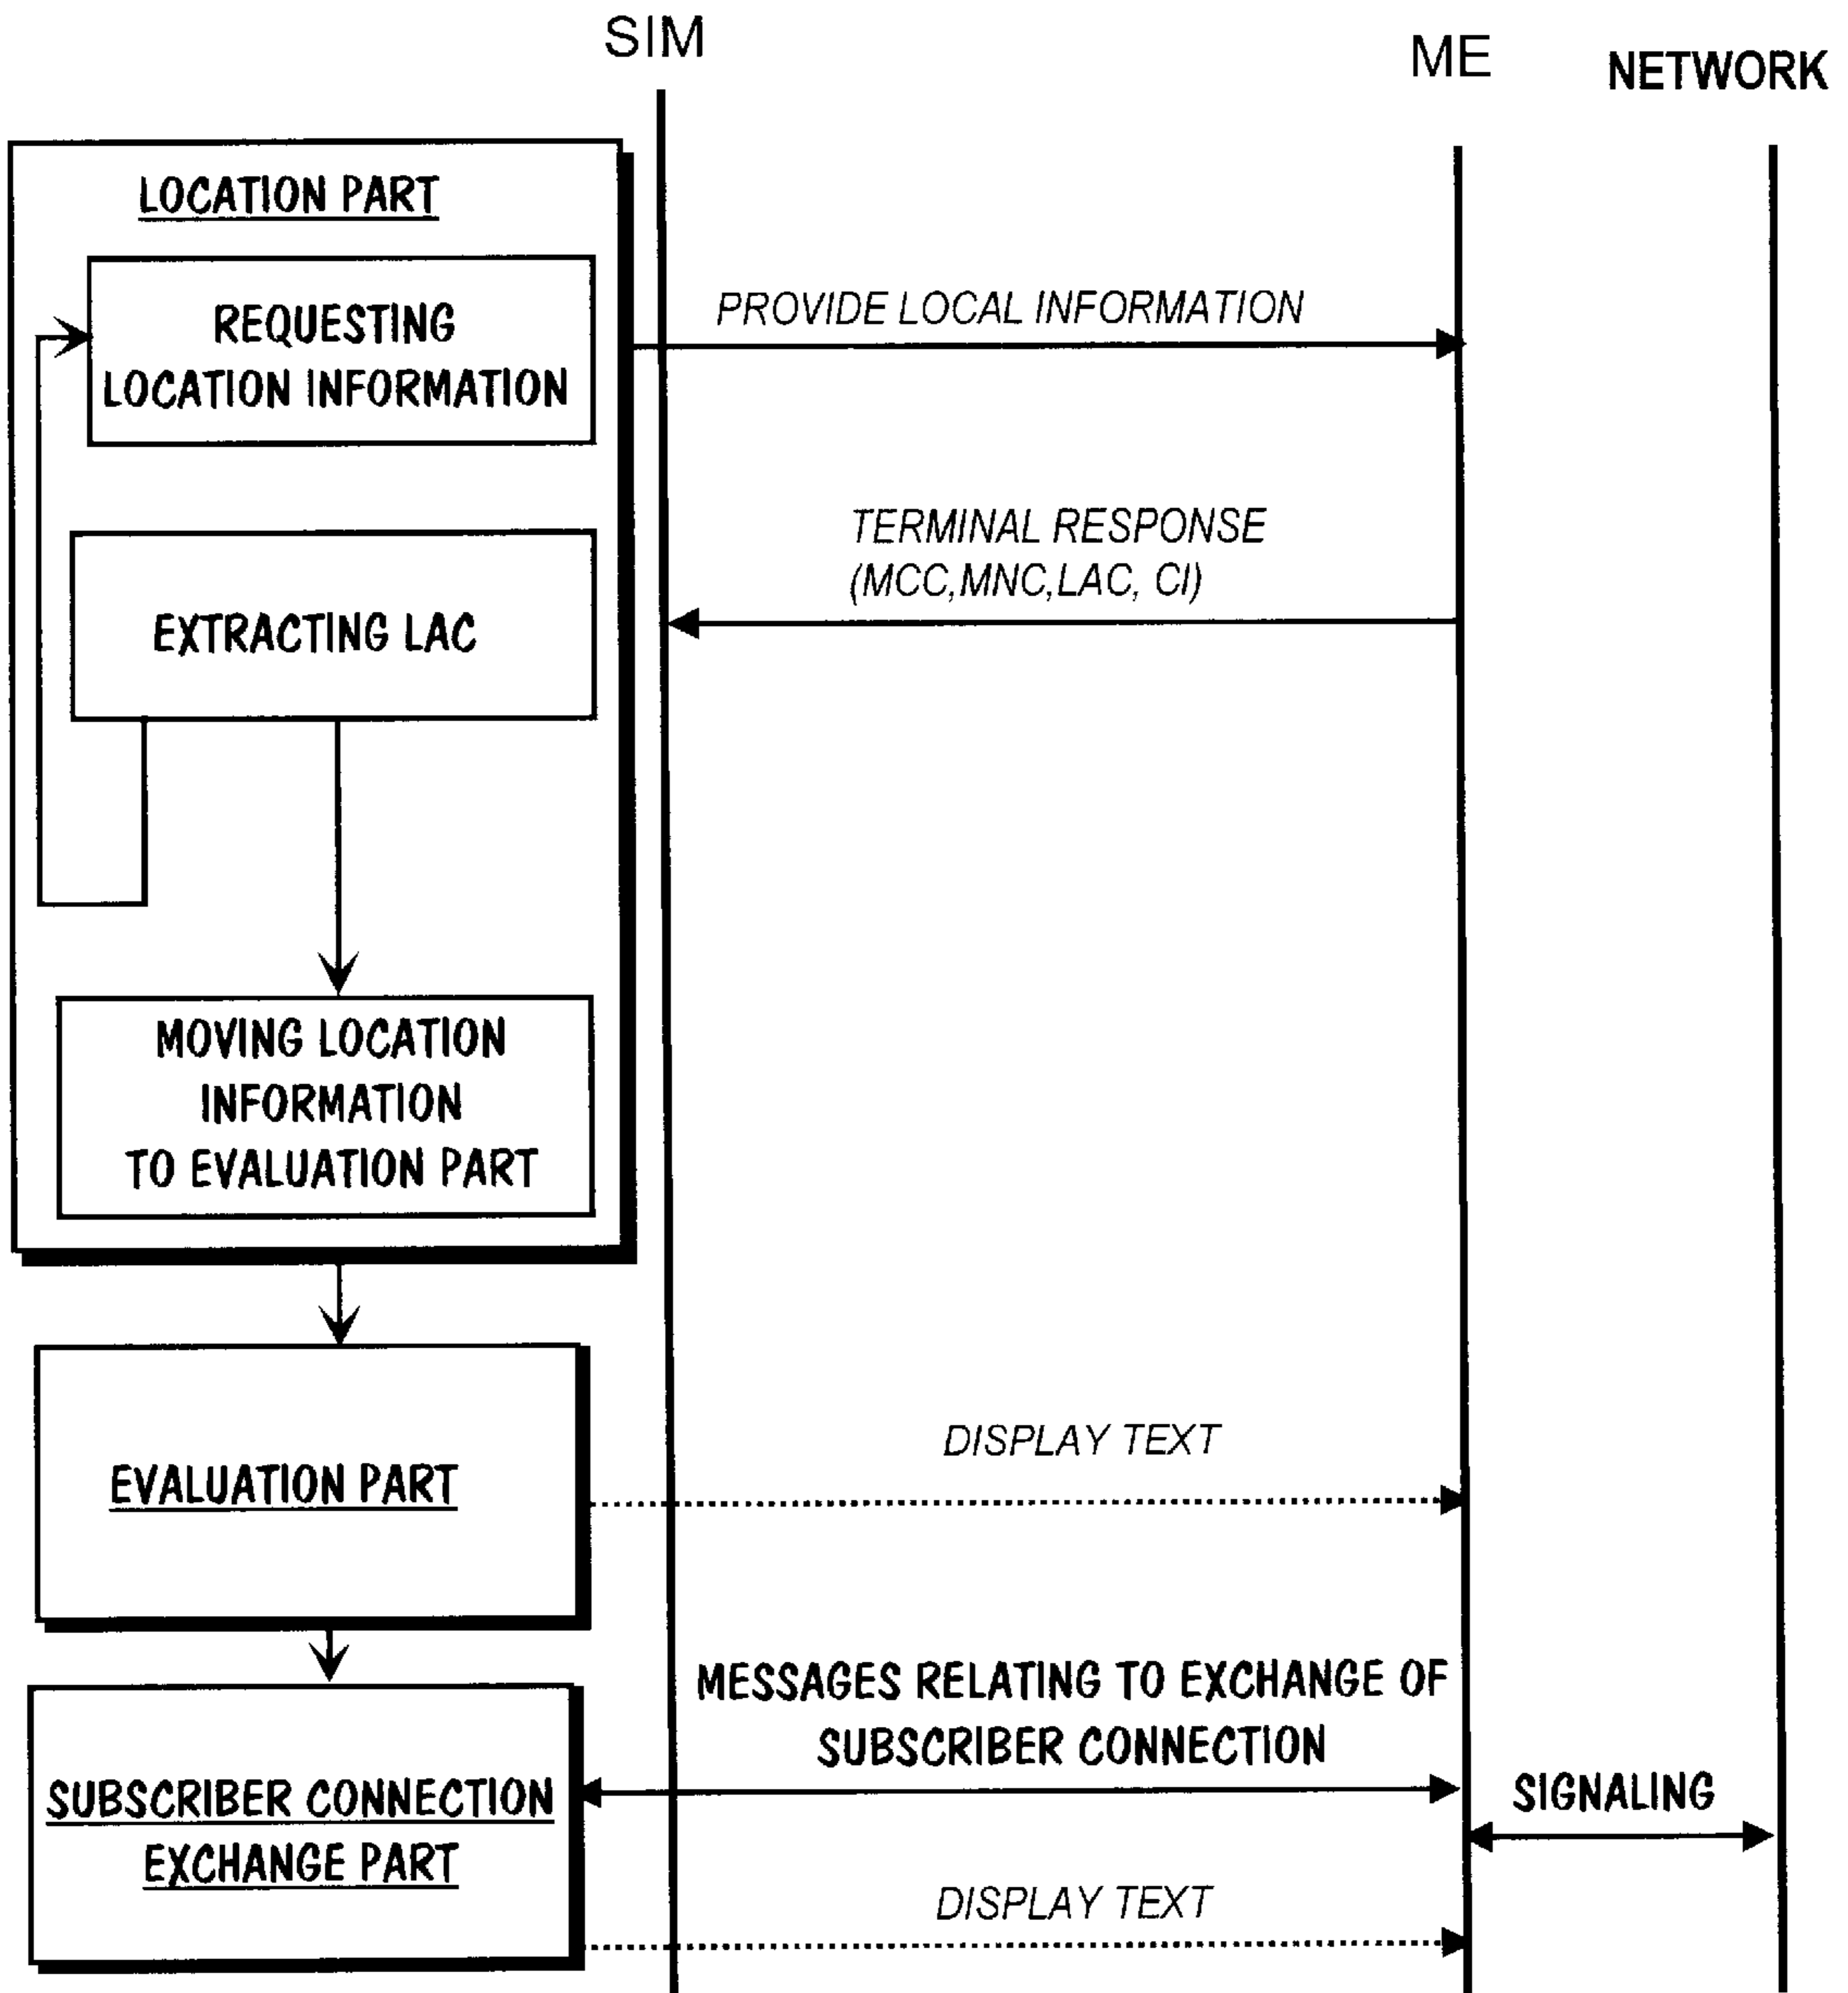 SIM
ME
NETWORK
LOCATION PART
REQUESTING
LOCATION INFORMATION
PROVIDE LOCAL INFORMATION
TERMINAL RESPONSE
(MCC,MNC,LAC, CI)
EXTRACTING LAC
MOVING LOCATION
INFORMATION
TO EVALUATION PART
DISPLAY TEXT
EVALUATION PART
MESSAGES RELATING TO EXCHANGE OF
SUBSCRIBER CONNECTION
SIGNALING
SUBSCRIBER CONNECTION
EXCHANGE PART
DISPLAY TEXT